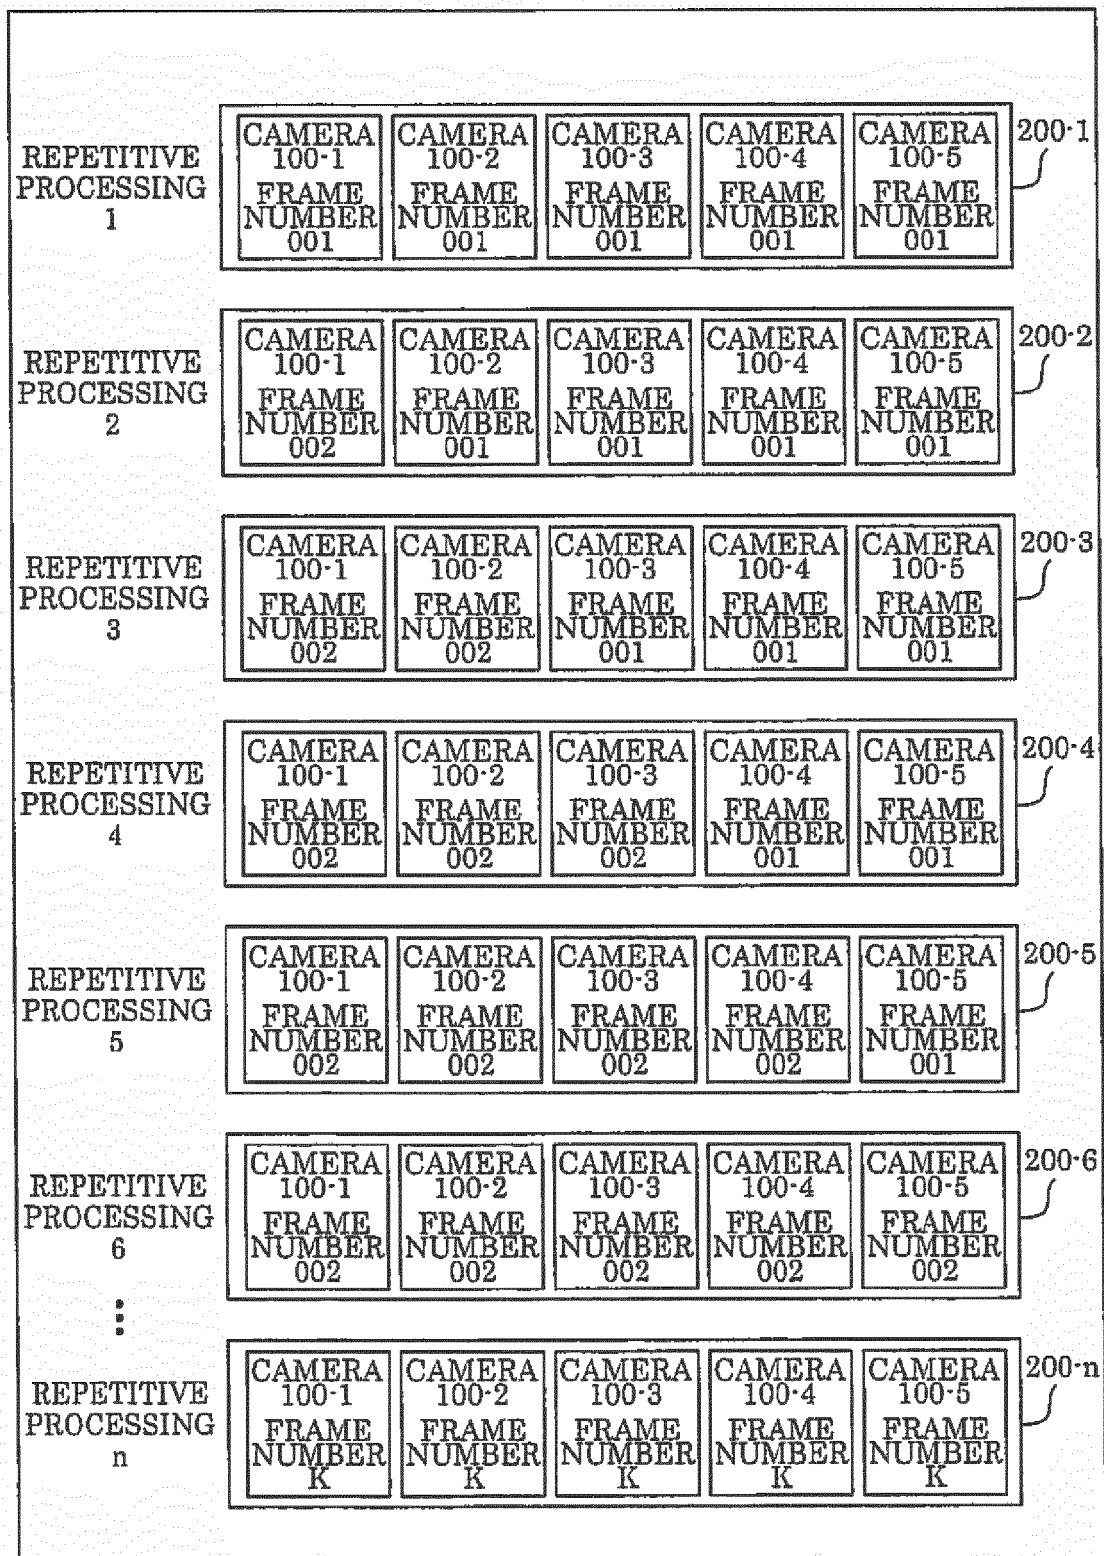 REPETITIVE
PROCESSING
1
CAMERA
100-1
FRAME
NUMBER
001
CAMERA
100-2
FRAME
NUMBER
001
CAMERA
100-3
FRAME
NUMBER
001
CAMERA
100-4
FRAME
NUMBER
001
CAMERA
100-5
FRAME
NUMBER
001
200-1
REPETITIVE
PROCESSING
2
CAMERA
100-1
FRAME
NUMBER
002
CAMERA
100-2
FRAME
NUMBER
001
CAMERA
100-3
FRAME
NUMBER
001
CAMERA
100-4
FRAME
NUMBER
001
CAMERA
100-5
FRAME
NUMBER
001
200-2
REPETITIVE
PROCESSING
3
CAMERA
100-1
FRAME
NUMBER
002
CAMERA
100-2
FRAME
NUMBER
002
CAMERA
100-3
FRAME
NUMBER
001
CAMERA
100-4
FRAME
NUMBER
001
CAMERA
100-5
FRAME
NUMBER
001
200-3
REPETITIVE
PROCESSING
4
CAMERA
100-1
FRAME
NUMBER
002
CAMERA
100-2
FRAME
NUMBER
002
CAMERA
100-3
FRAME
NUMBER
002
CAMERA
100-4
FRAME
NUMBER
001
CAMERA
100-5
FRAME
NUMBER
001
200-4
REPETITIVE
PROCESSING
5
CAMERA
100-1
FRAME
NUMBER
002
CAMERA
100-2
FRAME
NUMBER
002
CAMERA
100-3
FRAME
NUMBER
002
CAMERA
100-4
FRAME
NUMBER
002
CAMERA
100-5
FRAME
NUMBER
001
200-5
REPETITIVE
PROCESSING
6
CAMERA
100-1
FRAME
NUMBER
002
CAMERA
100-2
FRAME
NUMBER
002
CAMERA
100-3
FRAME
NUMBER
002
CAMERA
100-4
FRAME
NUMBER
002
CAMERA
100-5
FRAME
NUMBER
002
200-6
REPETITIVE
PROCESSING
n
CAMERA
100-1
FRAME
NUMBER
K
CAMERA
100-2
FRAME
NUMBER
K
CAMERA
100-3
FRAME
NUMBER
K
CAMERA
100-4
FRAME
NUMBER
K
CAMERA
100-5
FRAME
NUMBER
K
200-n